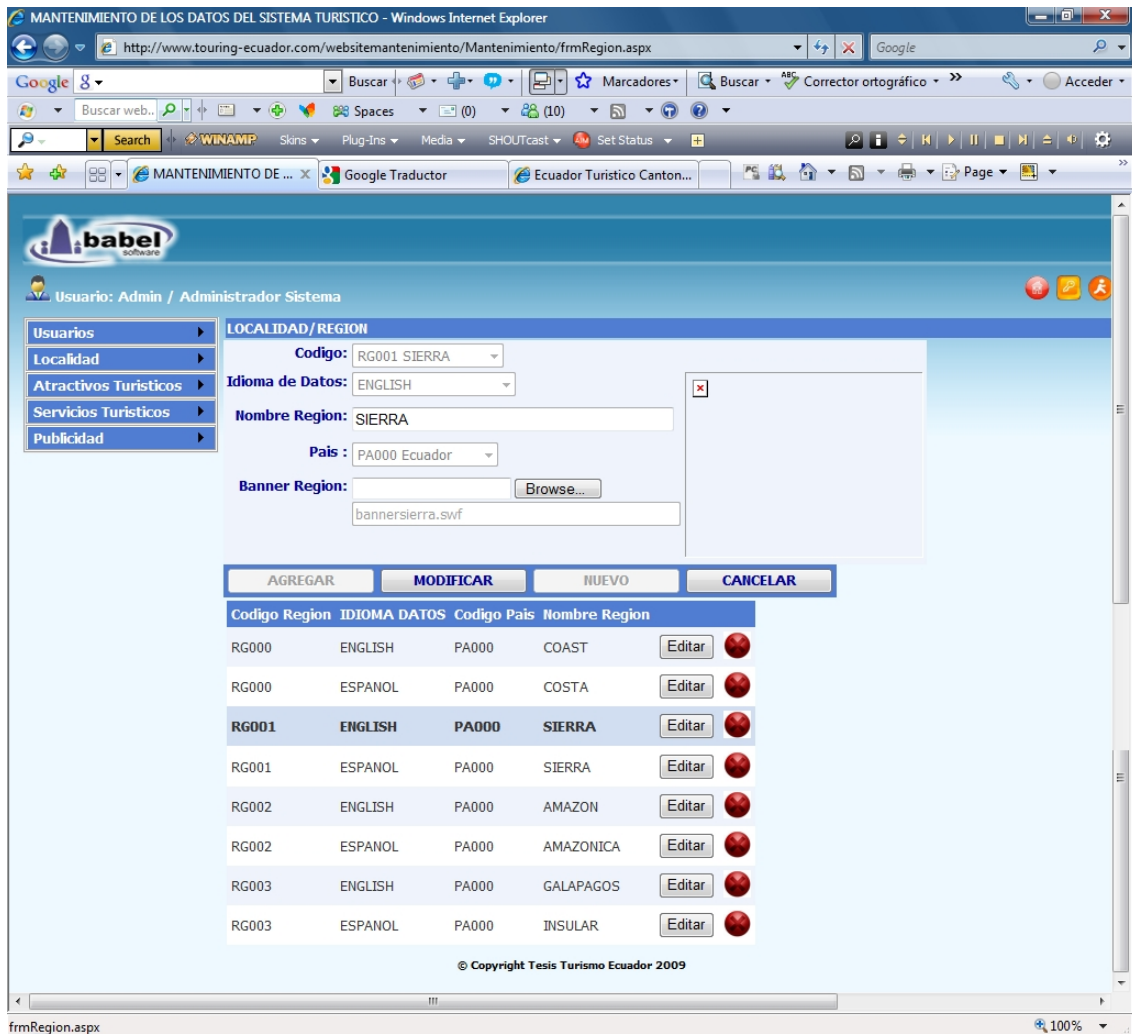 MANTENIMIENTO DE LOS DATOS DEL SISTEMA TURISTICO - Windows Internet Explorer
http://www.touring-ecuador.com/websitemantenimiento/Mantenimiento/frmRegion.aspx Google
Google Buscar Marcadores Buscar Corrector ortográfico Acceder
Buscar web.. Spaces (0) (10)
Search WINAMP Skins Plug-Ins Media SHOUTcast Set Status
MANTENIMIENTO DE ... X Google Traductor Ecuador Turistico Canton... Page
babel
software
Usuario: Admin / Administrador Sistema
Usuarios
Localidad
Atractivos Turisticos
Servicios Turisticos
Publicidad
LOCALIDAD/REGION
Codigo: RG001 SIERRA
Idioma de Datos: ENGLISH
Nombre Region: SIERRA
Pais : PA000 Ecuador
Banner Region: Browse...
bannersierra.swf
AGREGAR MODIFICAR NUEVO CANCELAR
Codigo Region IDIOMA DATOS Codigo Pais Nombre Region
RG000 ENGLISH PA000 COAST Editar
RG000 ESPANOL PA000 COSTA Editar
RG001 ENGLISH PA000 SIERRA Editar
RG001 ESPANOL PA000 SIERRA Editar
RG002 ENGLISH PA000 AMAZON Editar
RG002 ESPANOL PA000 AMAZONICA Editar
RG003 ENGLISH PA000 GALAPAGOS Editar
RG003 ESPANOL PA000 INSULAR Editar
© Copyright Tesis Turismo Ecuador 2009
frmRegion.aspx 100%